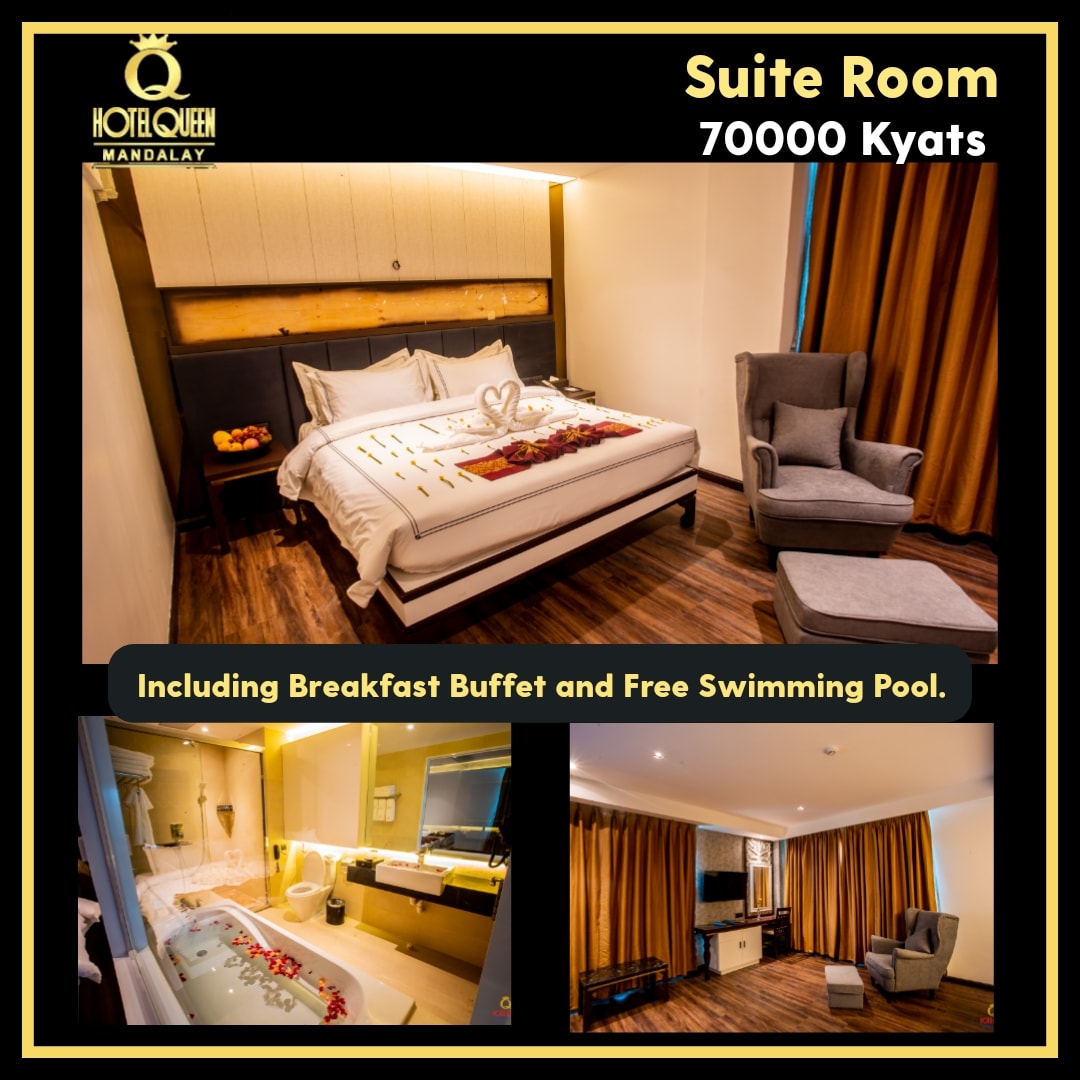 Q
HOTEL QUEEN
MANDALAY
Suite Room
70000 Kyats
Including Breakfast Buffet and Free Swimming Pool.